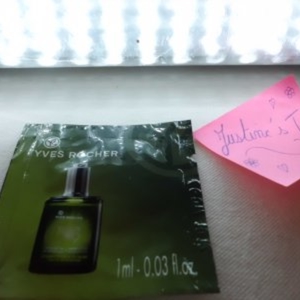 YVES ROCHER
Justine's
1ml - 0.03 fl.oz.